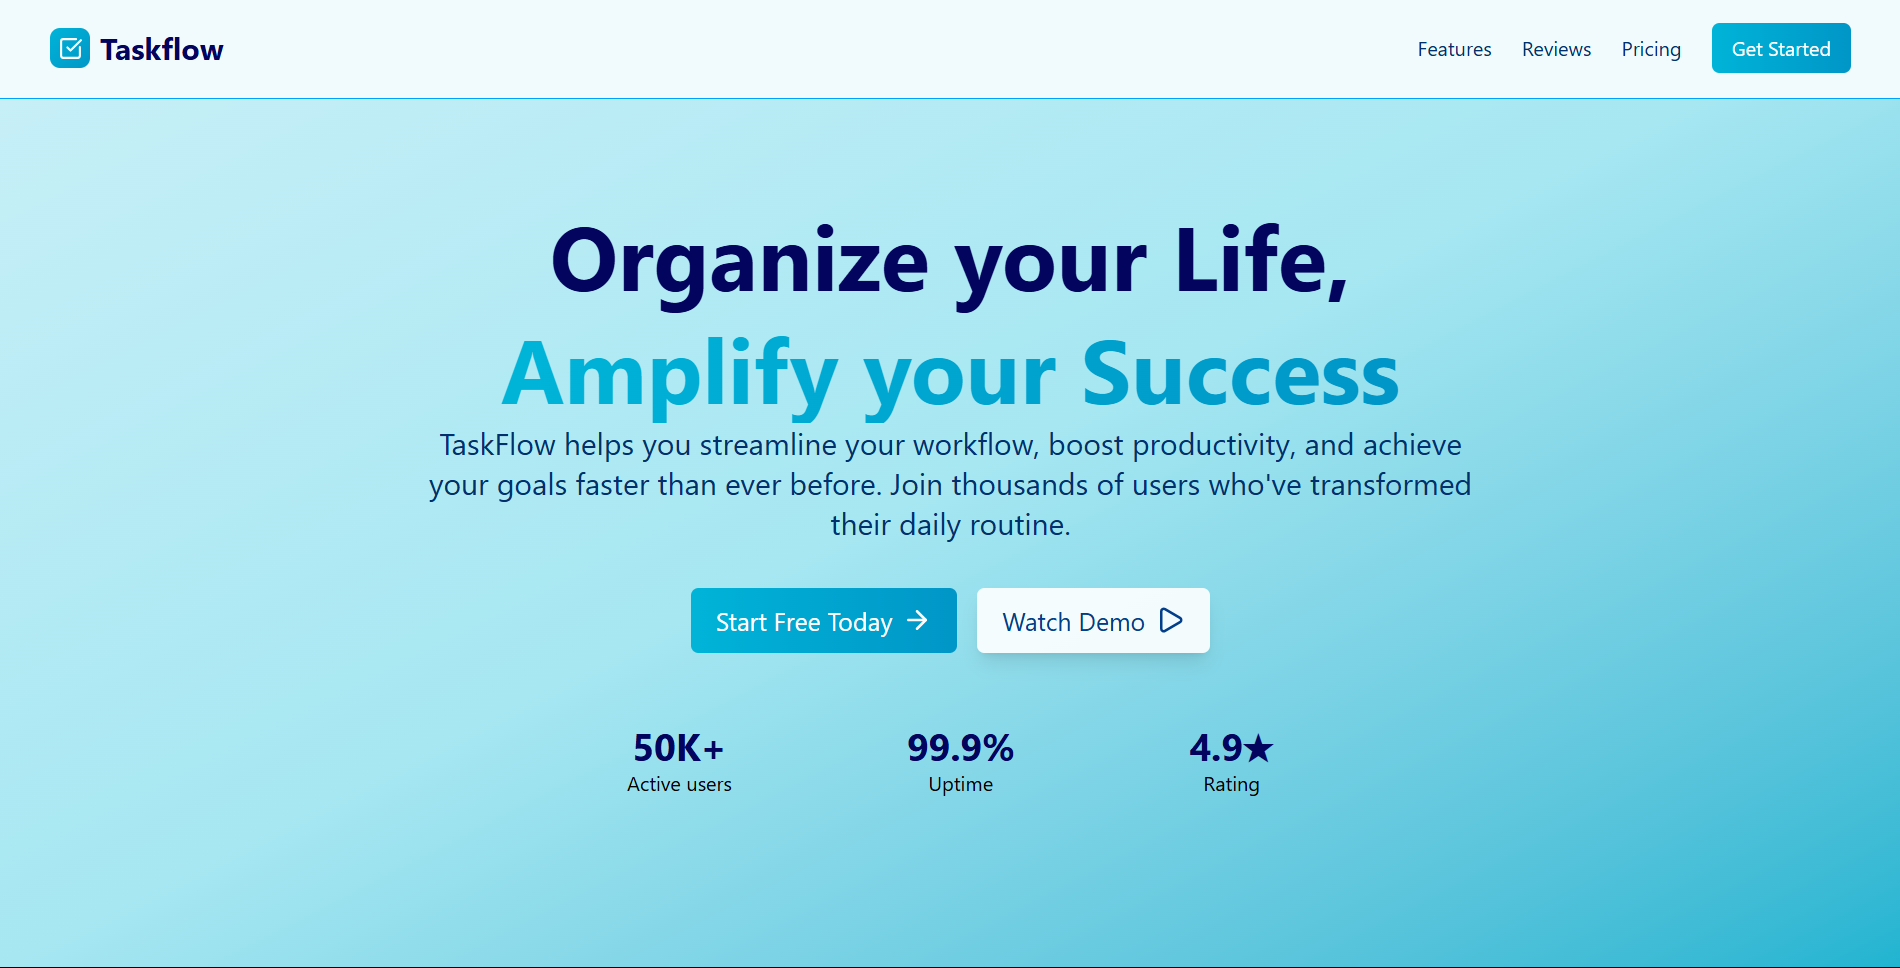 Taskflow
Features
Reviews
Pricing
Get Started
Organize your Life,
Amplify your Success
TaskFlow helps you streamline your workflow, boost productivity, and achieve
your goals faster than ever before. Join thousands of users who've transformed
their daily routine.
Start Free Today →
Watch Demo
50K+
Active users
99.9%
Uptime
4.9★
Rating